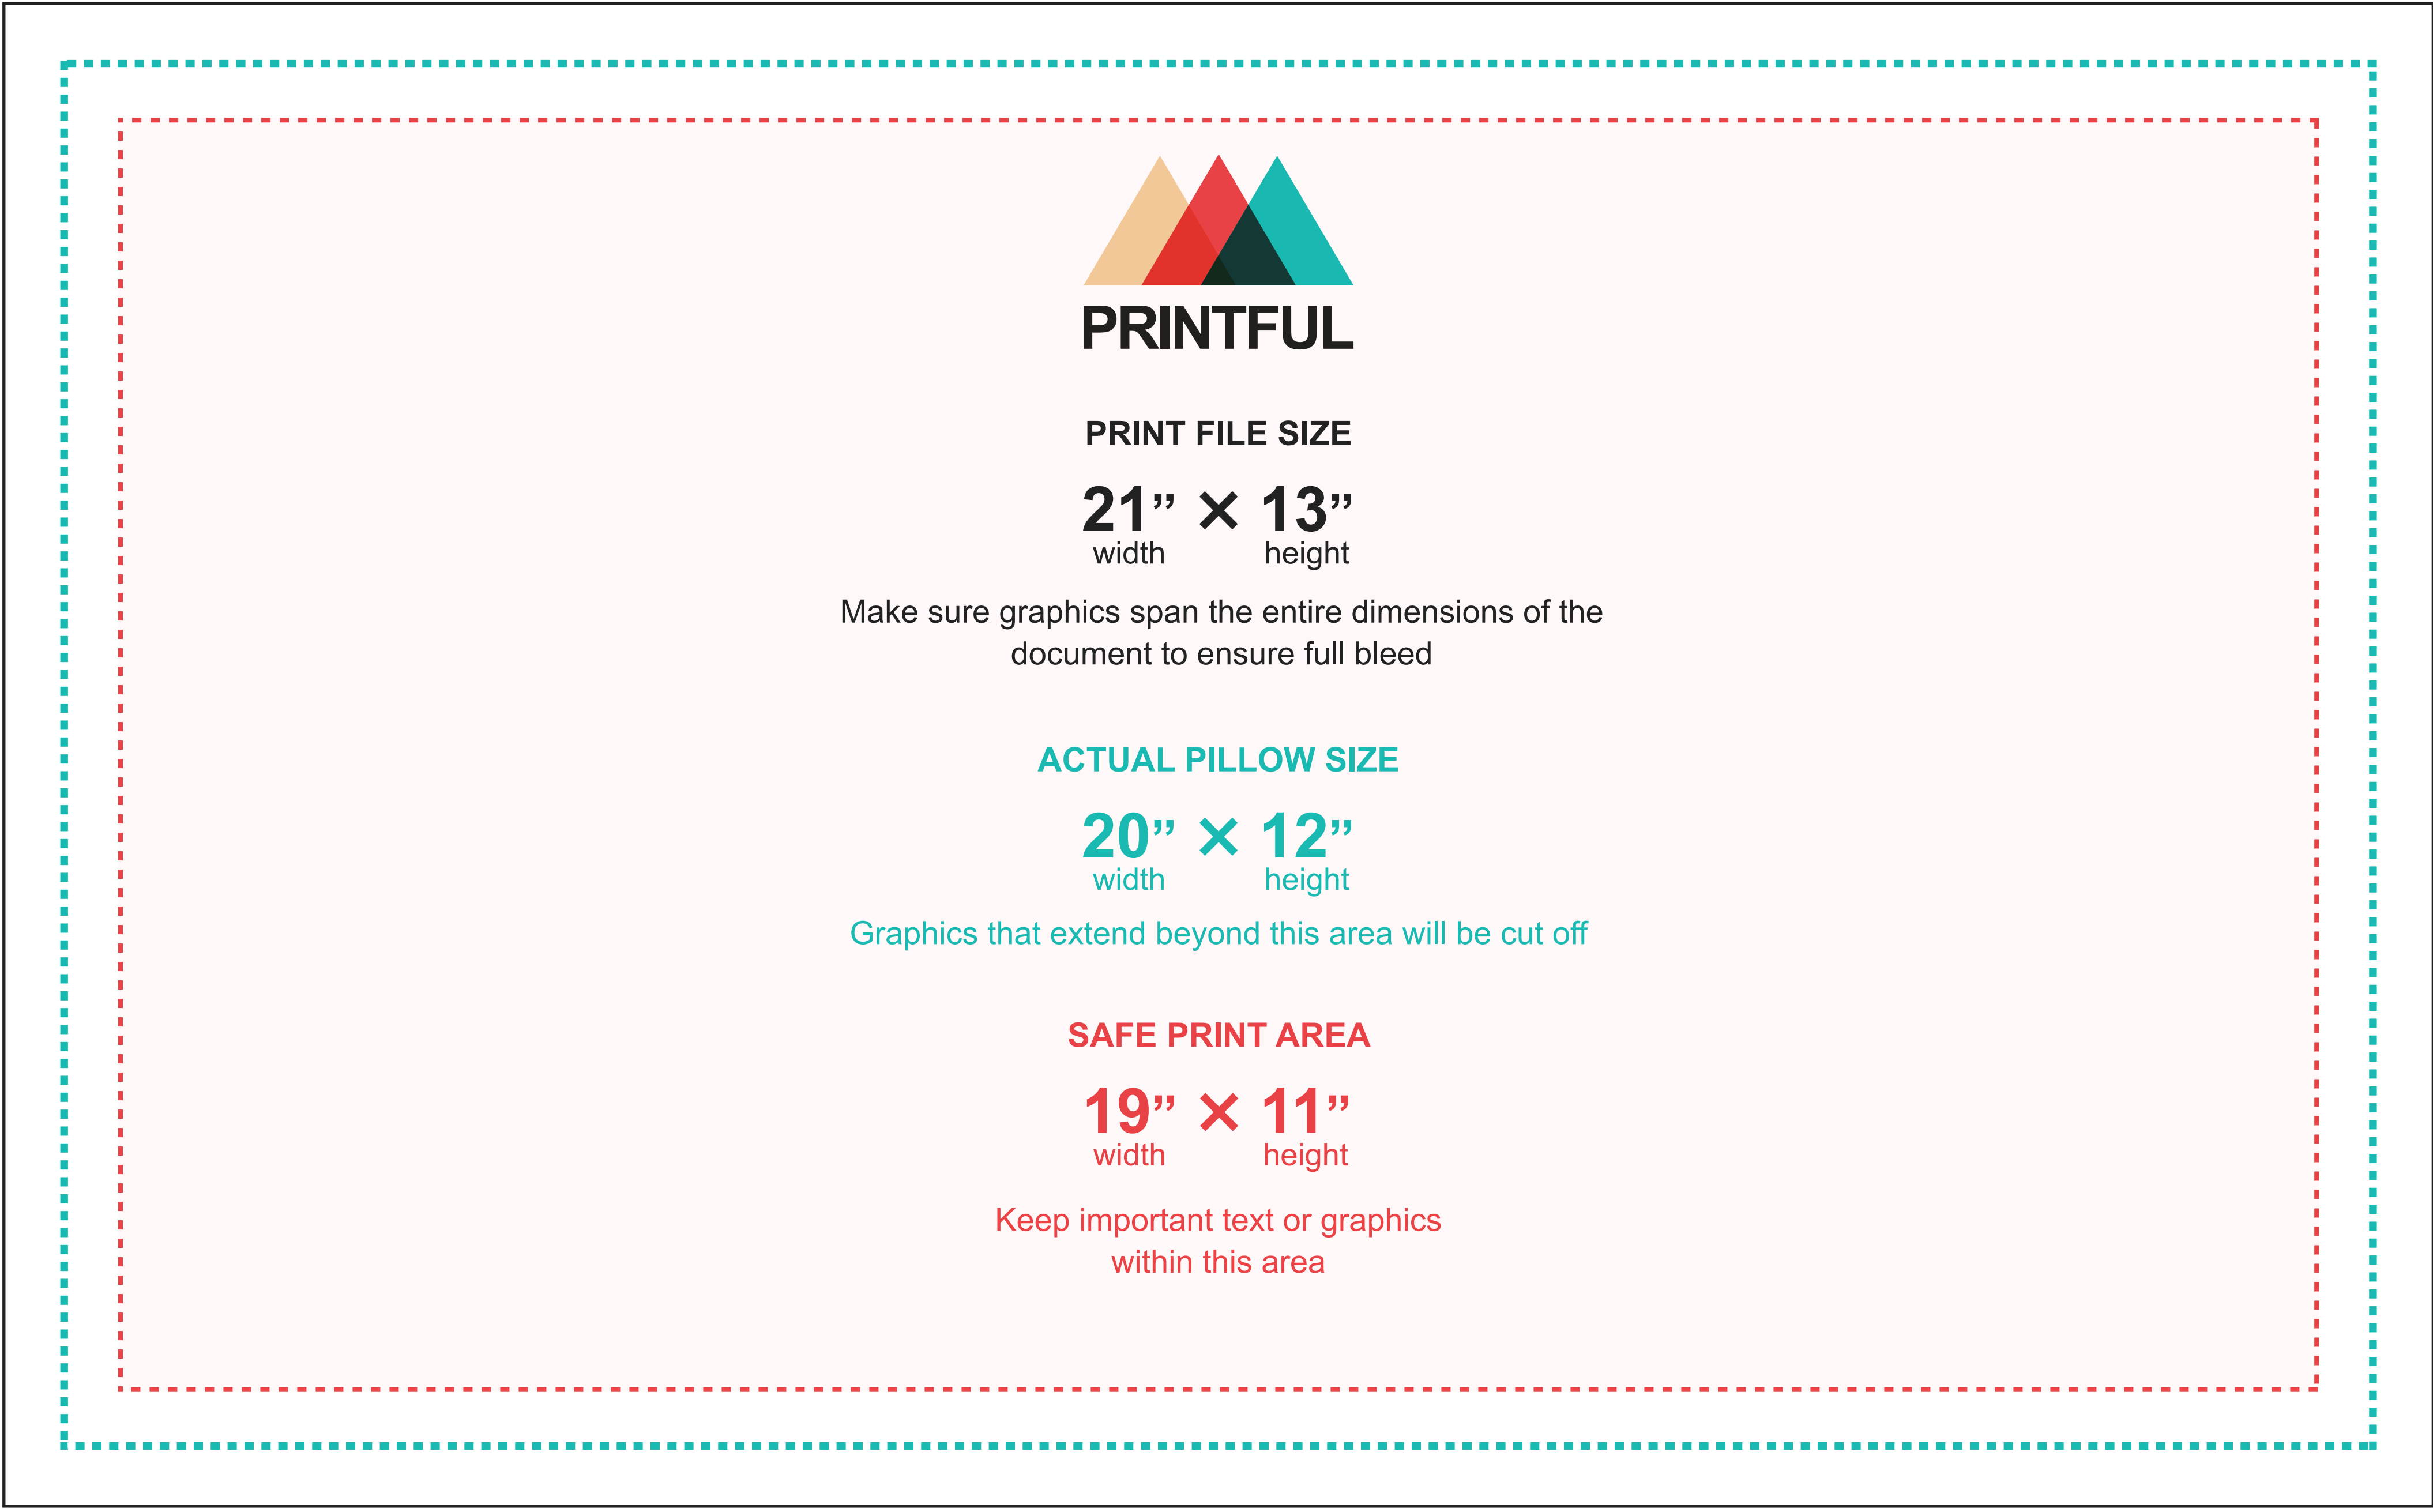 PRINTFUL
PRINT FILE SIZE
21” × 13”
width height
Make sure graphics span the entire dimensions of the
document to ensure full bleed
ACTUAL PILLOW SIZE
20” × 12”
width height
Graphics that extend beyond this area will be cut off
SAFE PRINT AREA
19” × 11”
width height
Keep important text or graphics
within this area